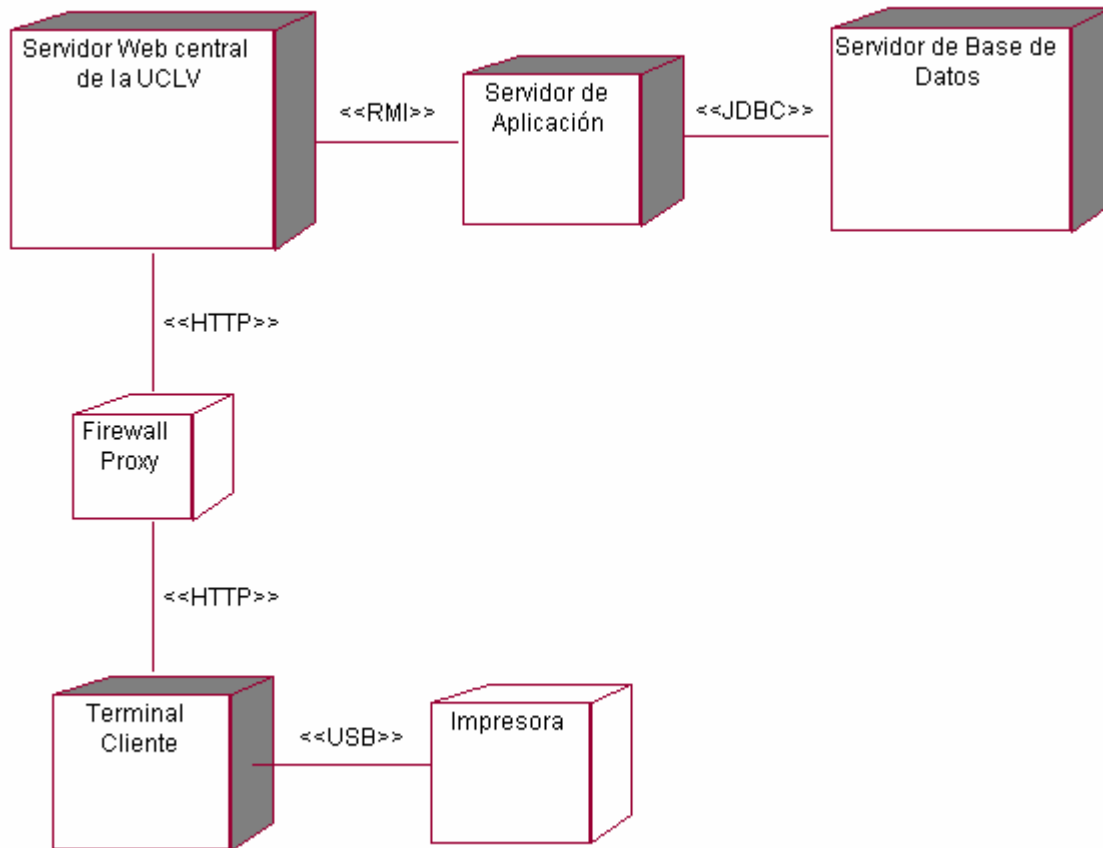 Servidor Web central
de la UCLV
<<RMI>>
Servidor de
Aplicación
<<JDBC>>
Servidor de Base de
Datos
<<HTTP>>
Firewall
Proxy
<<HTTP>>
Terminal
Cliente
<<USB>>
Impresora